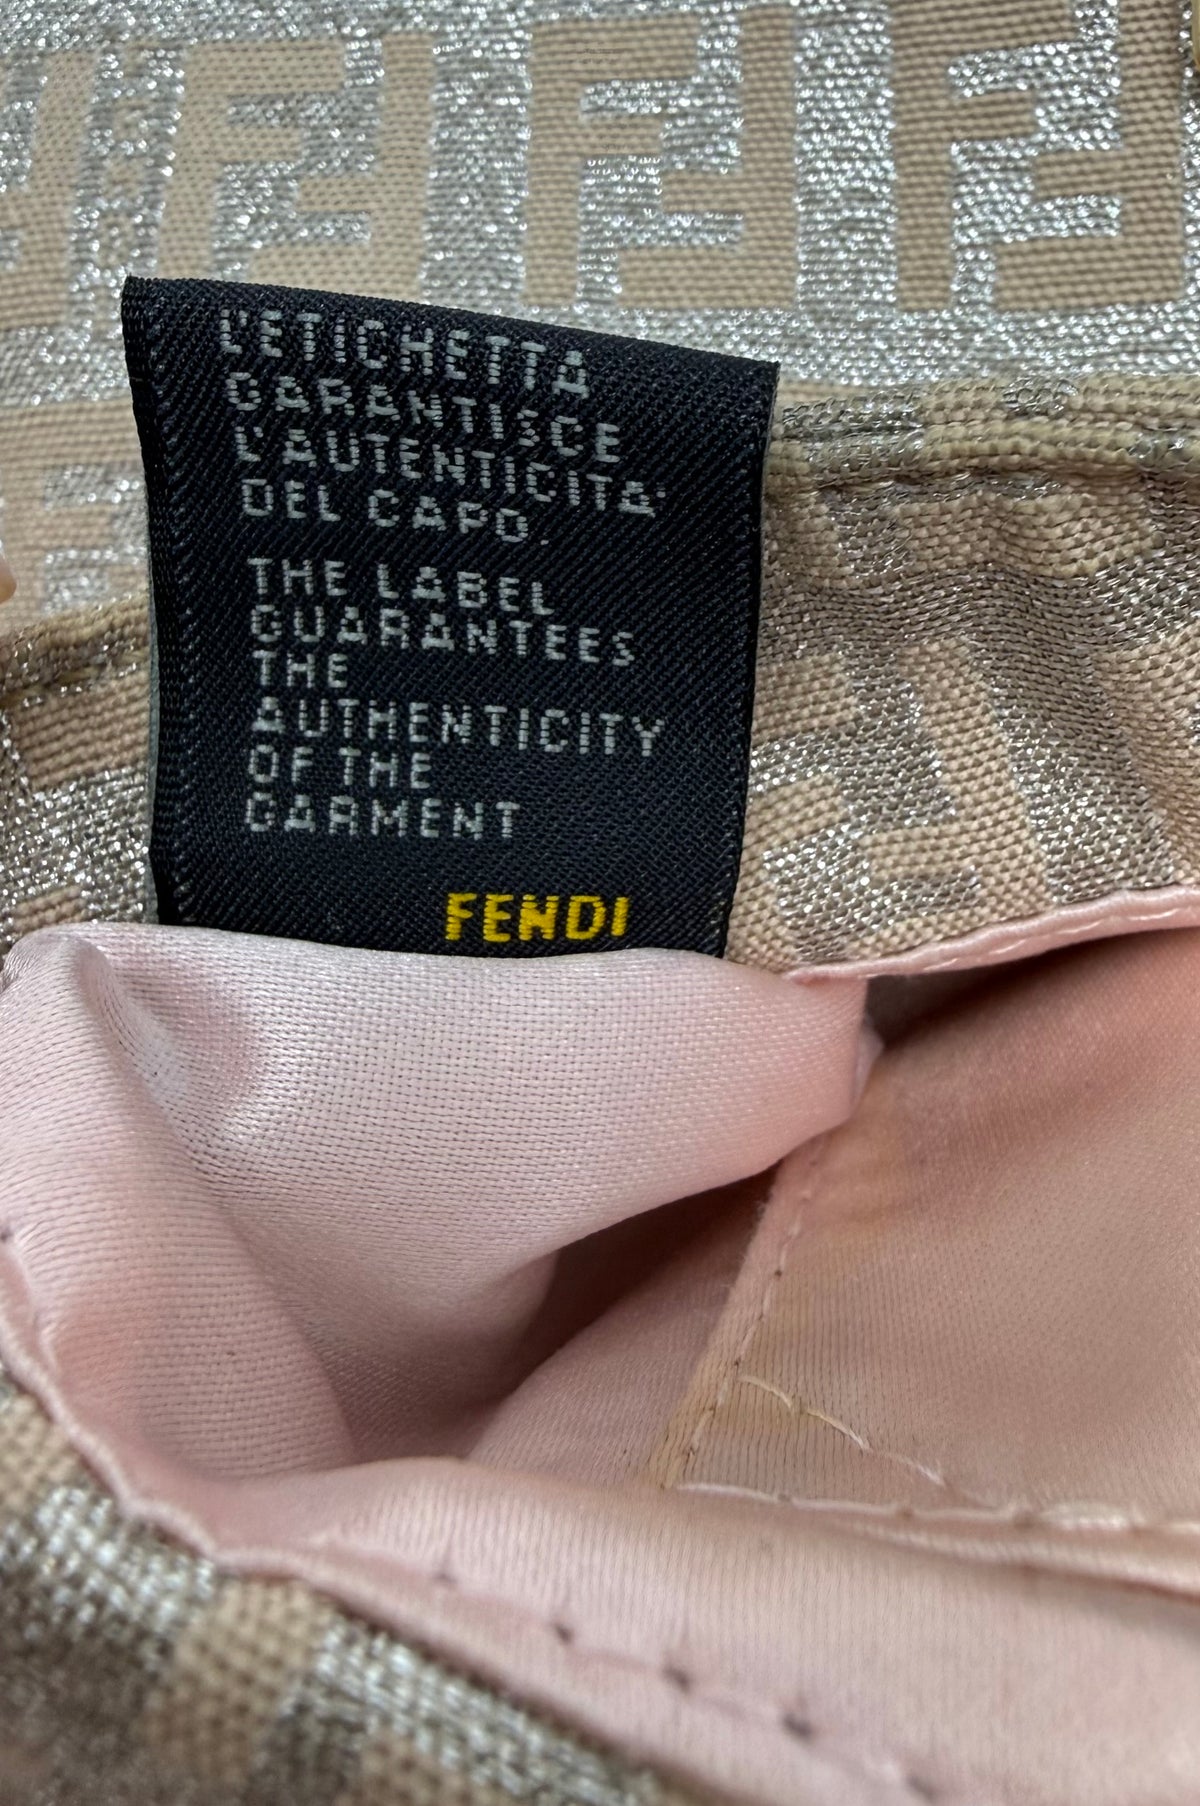 L'ETICHETTA
GARANTISCE
L'AUTENTICITA'
DEL CAPO.
THE LABEL
GUARANTEES
THE
AUTHENTICITY
OF THE
GARMENT
FENDI